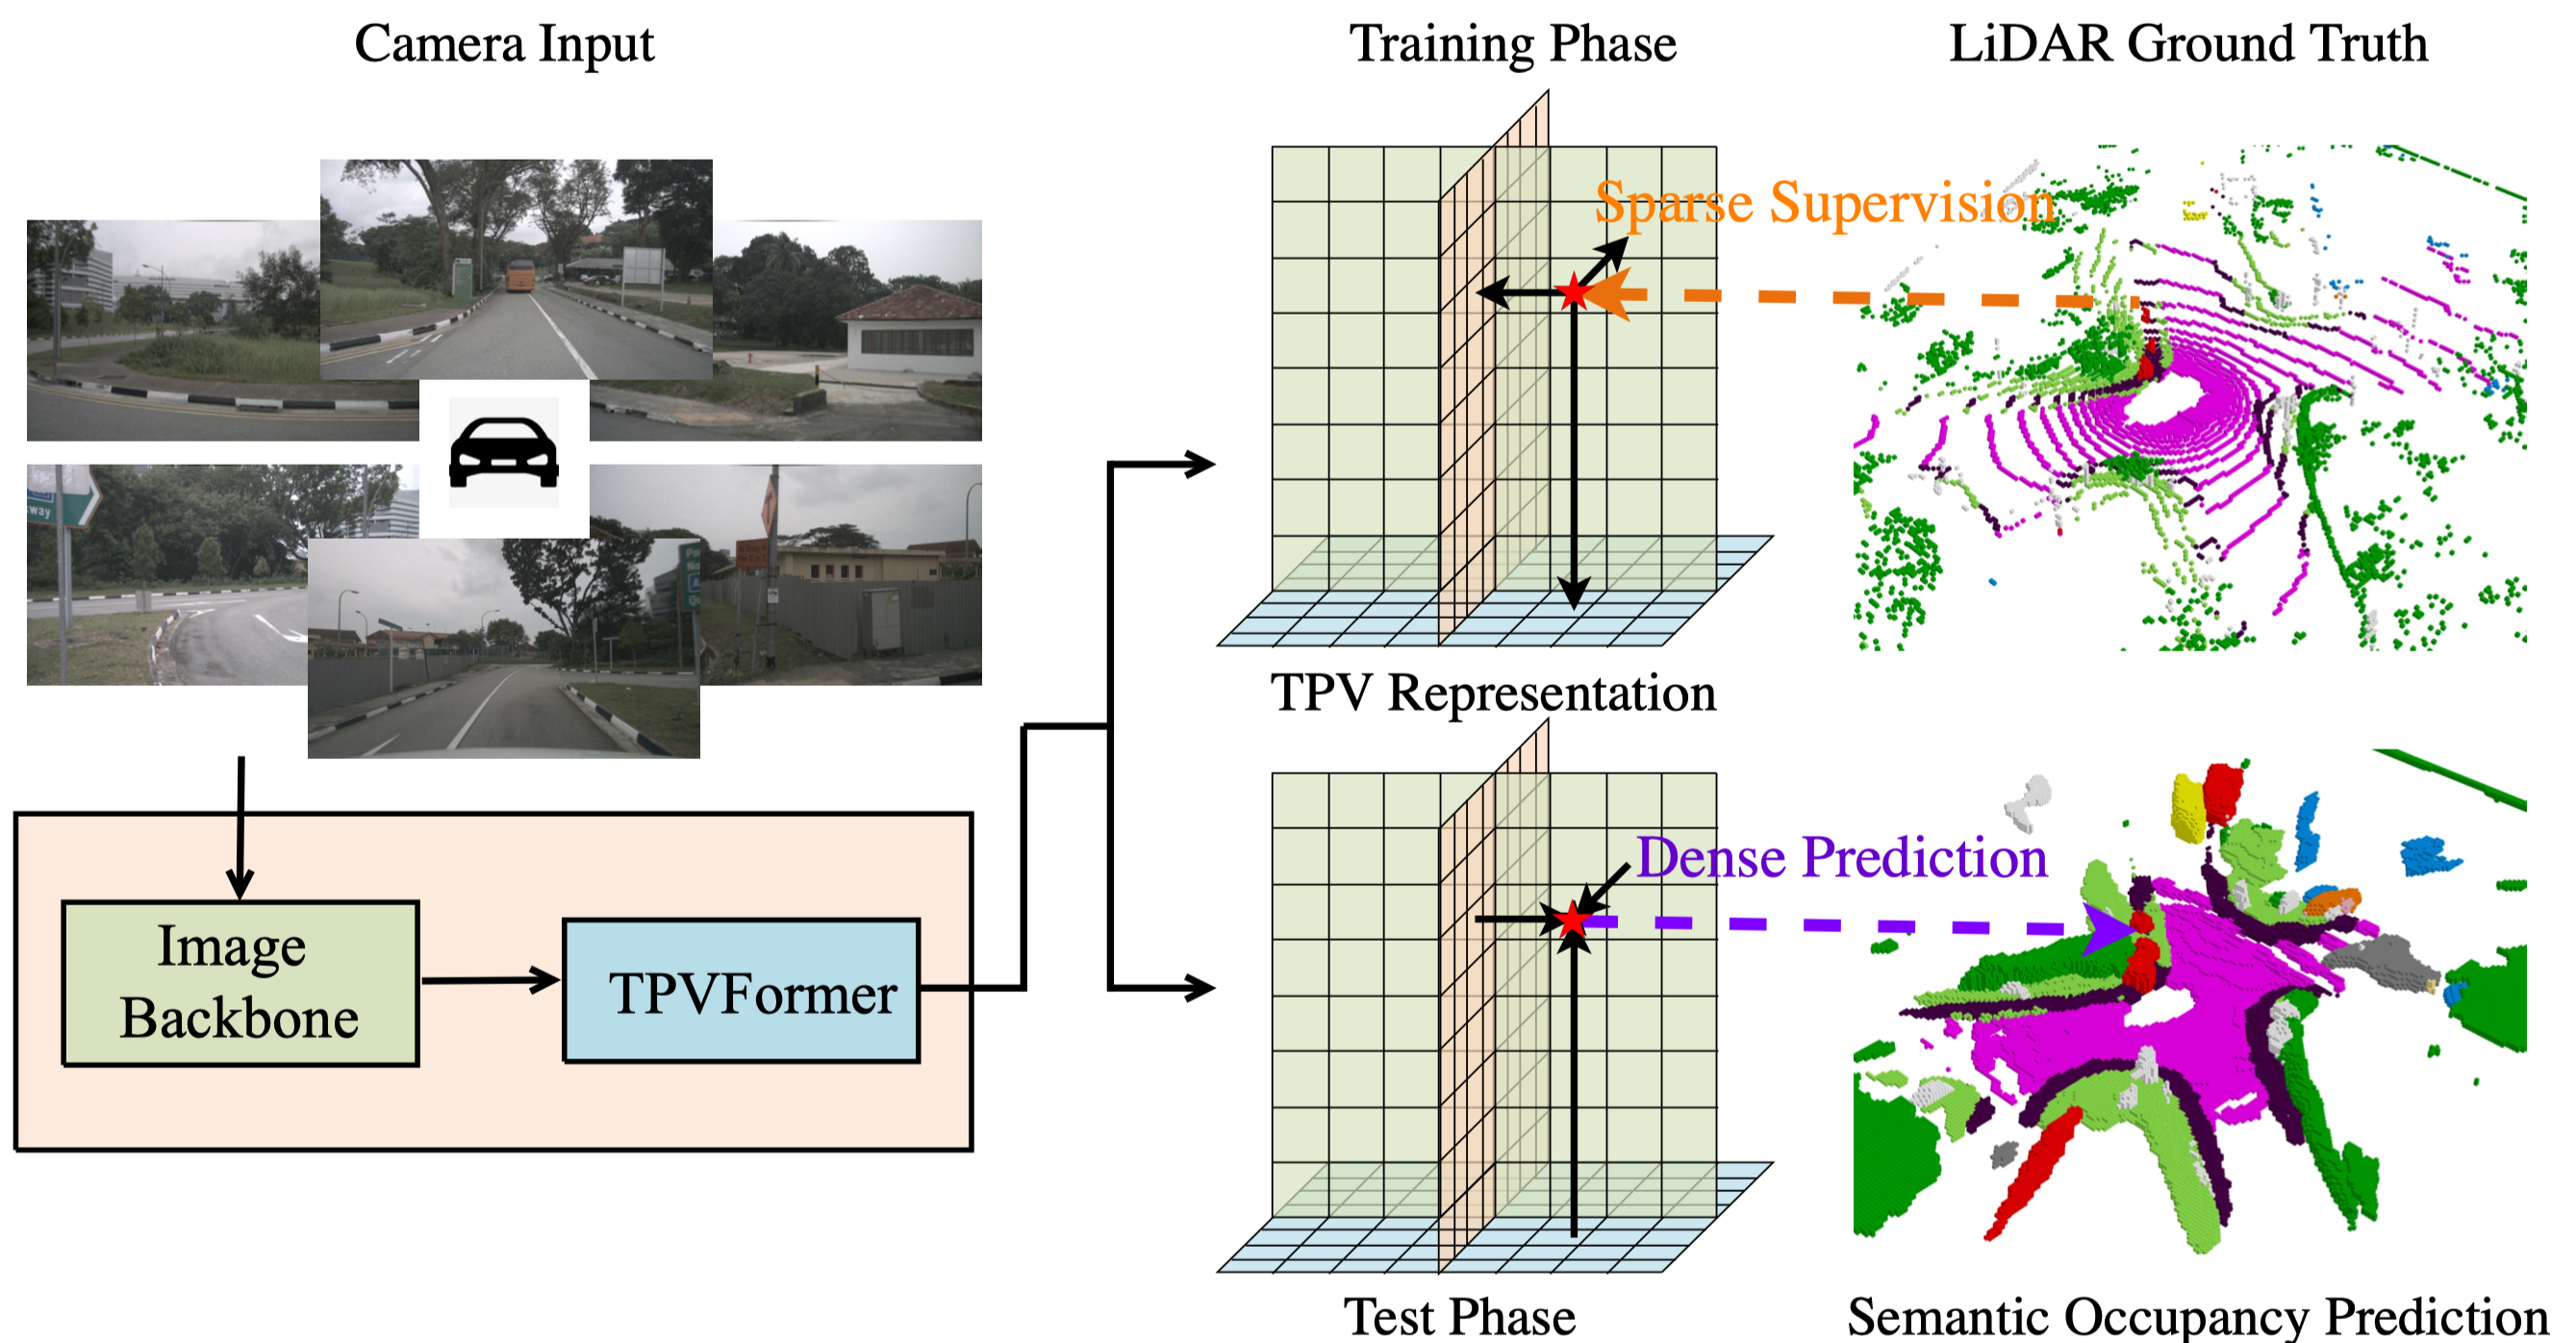 Camera Input
Training Phase
LiDAR Ground Truth
Sparse Supervision
way
TPV Representation
Dense Prediction
Image
Backbone
TPVFormer
Test Phase
Semantic Occupancy Prediction